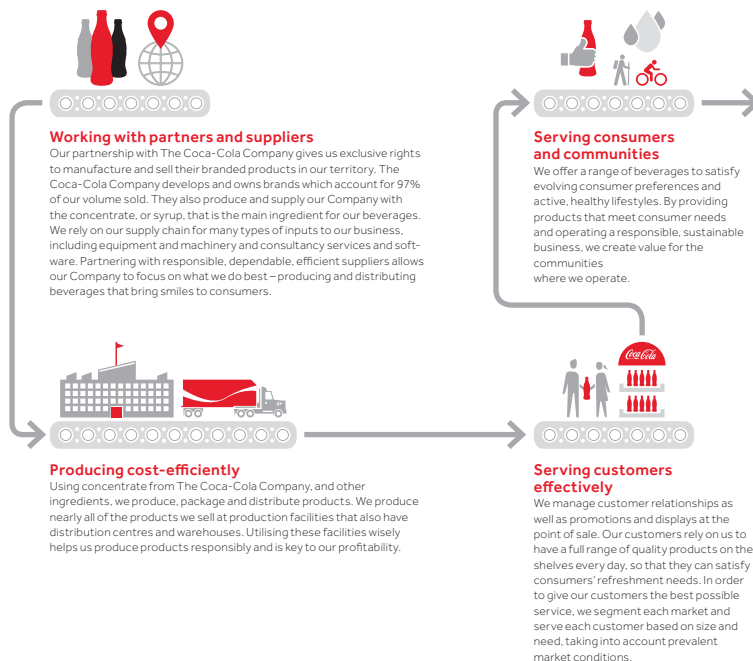 Working with partners and suppliers
Our partnership with The Coca-Cola Company gives us exclusive rights
to manufacture and sell their branded products in our territory. The
Coca-Cola Company develops and owns brands which account for 97%
of our volume sold. They also produce and supply our Company with
the concentrate, or syrup, that is the main ingredient for our beverages.
We rely on our supply chain for many types of inputs to our business,
including equipment and machinery and consultancy services and soft-
ware. Partnering with responsible, dependable, efficient suppliers allows
our Company to focus on what we do best – producing and distributing
beverages that bring smiles to consumers.
Producing cost-efficiently
Using concentrate from The Coca-Cola Company, and other
ingredients, we produce, package and distribute products. We produce
nearly all of the products we sell at production facilities that also have
distribution centres and warehouses. Utilising these facilities wisely
helps us produce products responsibly and is key to our profitability.
Coca-Cola
Serving customers
effectively
We manage customer relationships as
well as promotions and displays at the
point of sale. Our customers rely on us to
have a full range of quality products on the
shelves every day, so that they can satisfy
consumers' refreshment needs. In order
to give our customers the best possible
service, we segment each market and
serve each customer based on size and
need, taking into account prevalent
market conditions.
Serving consumers
and communities
We offer a range of beverages to satisfy
evolving consumer preferences and
active, healthy lifestyles. By providing
products that meet consumer needs
and operating a responsible, sustainable
business, we create value for the
communities
where we operate.